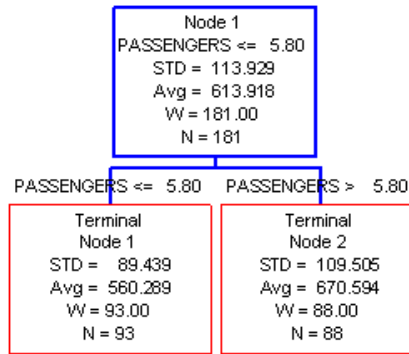 Node 1
PASSENGERS <= 5.80
STD = 113.929
Avg = 613.918
W = 181.00
N = 181
PASSENGERS <= 5.80
PASSENGERS > 5.80
Terminal
Node 1
STD = 89.439
Avg = 560.289
W = 93.00
N = 93
Terminal
Node 2
STD = 109.505
Avg = 670.594
W = 88.00
N = 88